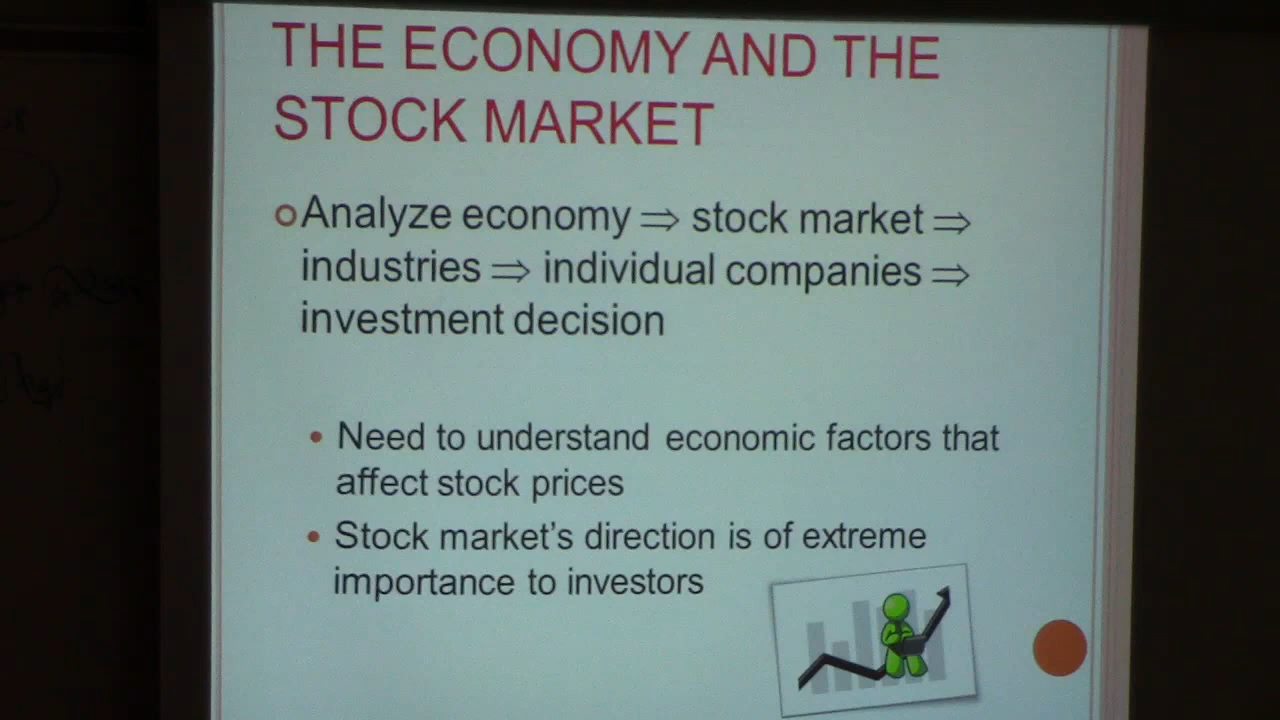 THE ECONOMY AND THE
STOCK MARKET
Analyze economy ⇒ stock market ⇒
industries ⇒ individual companies ⇒
investment decision
• Need to understand economic factors that
affect stock prices
• Stock market's direction is of extreme
importance to investors